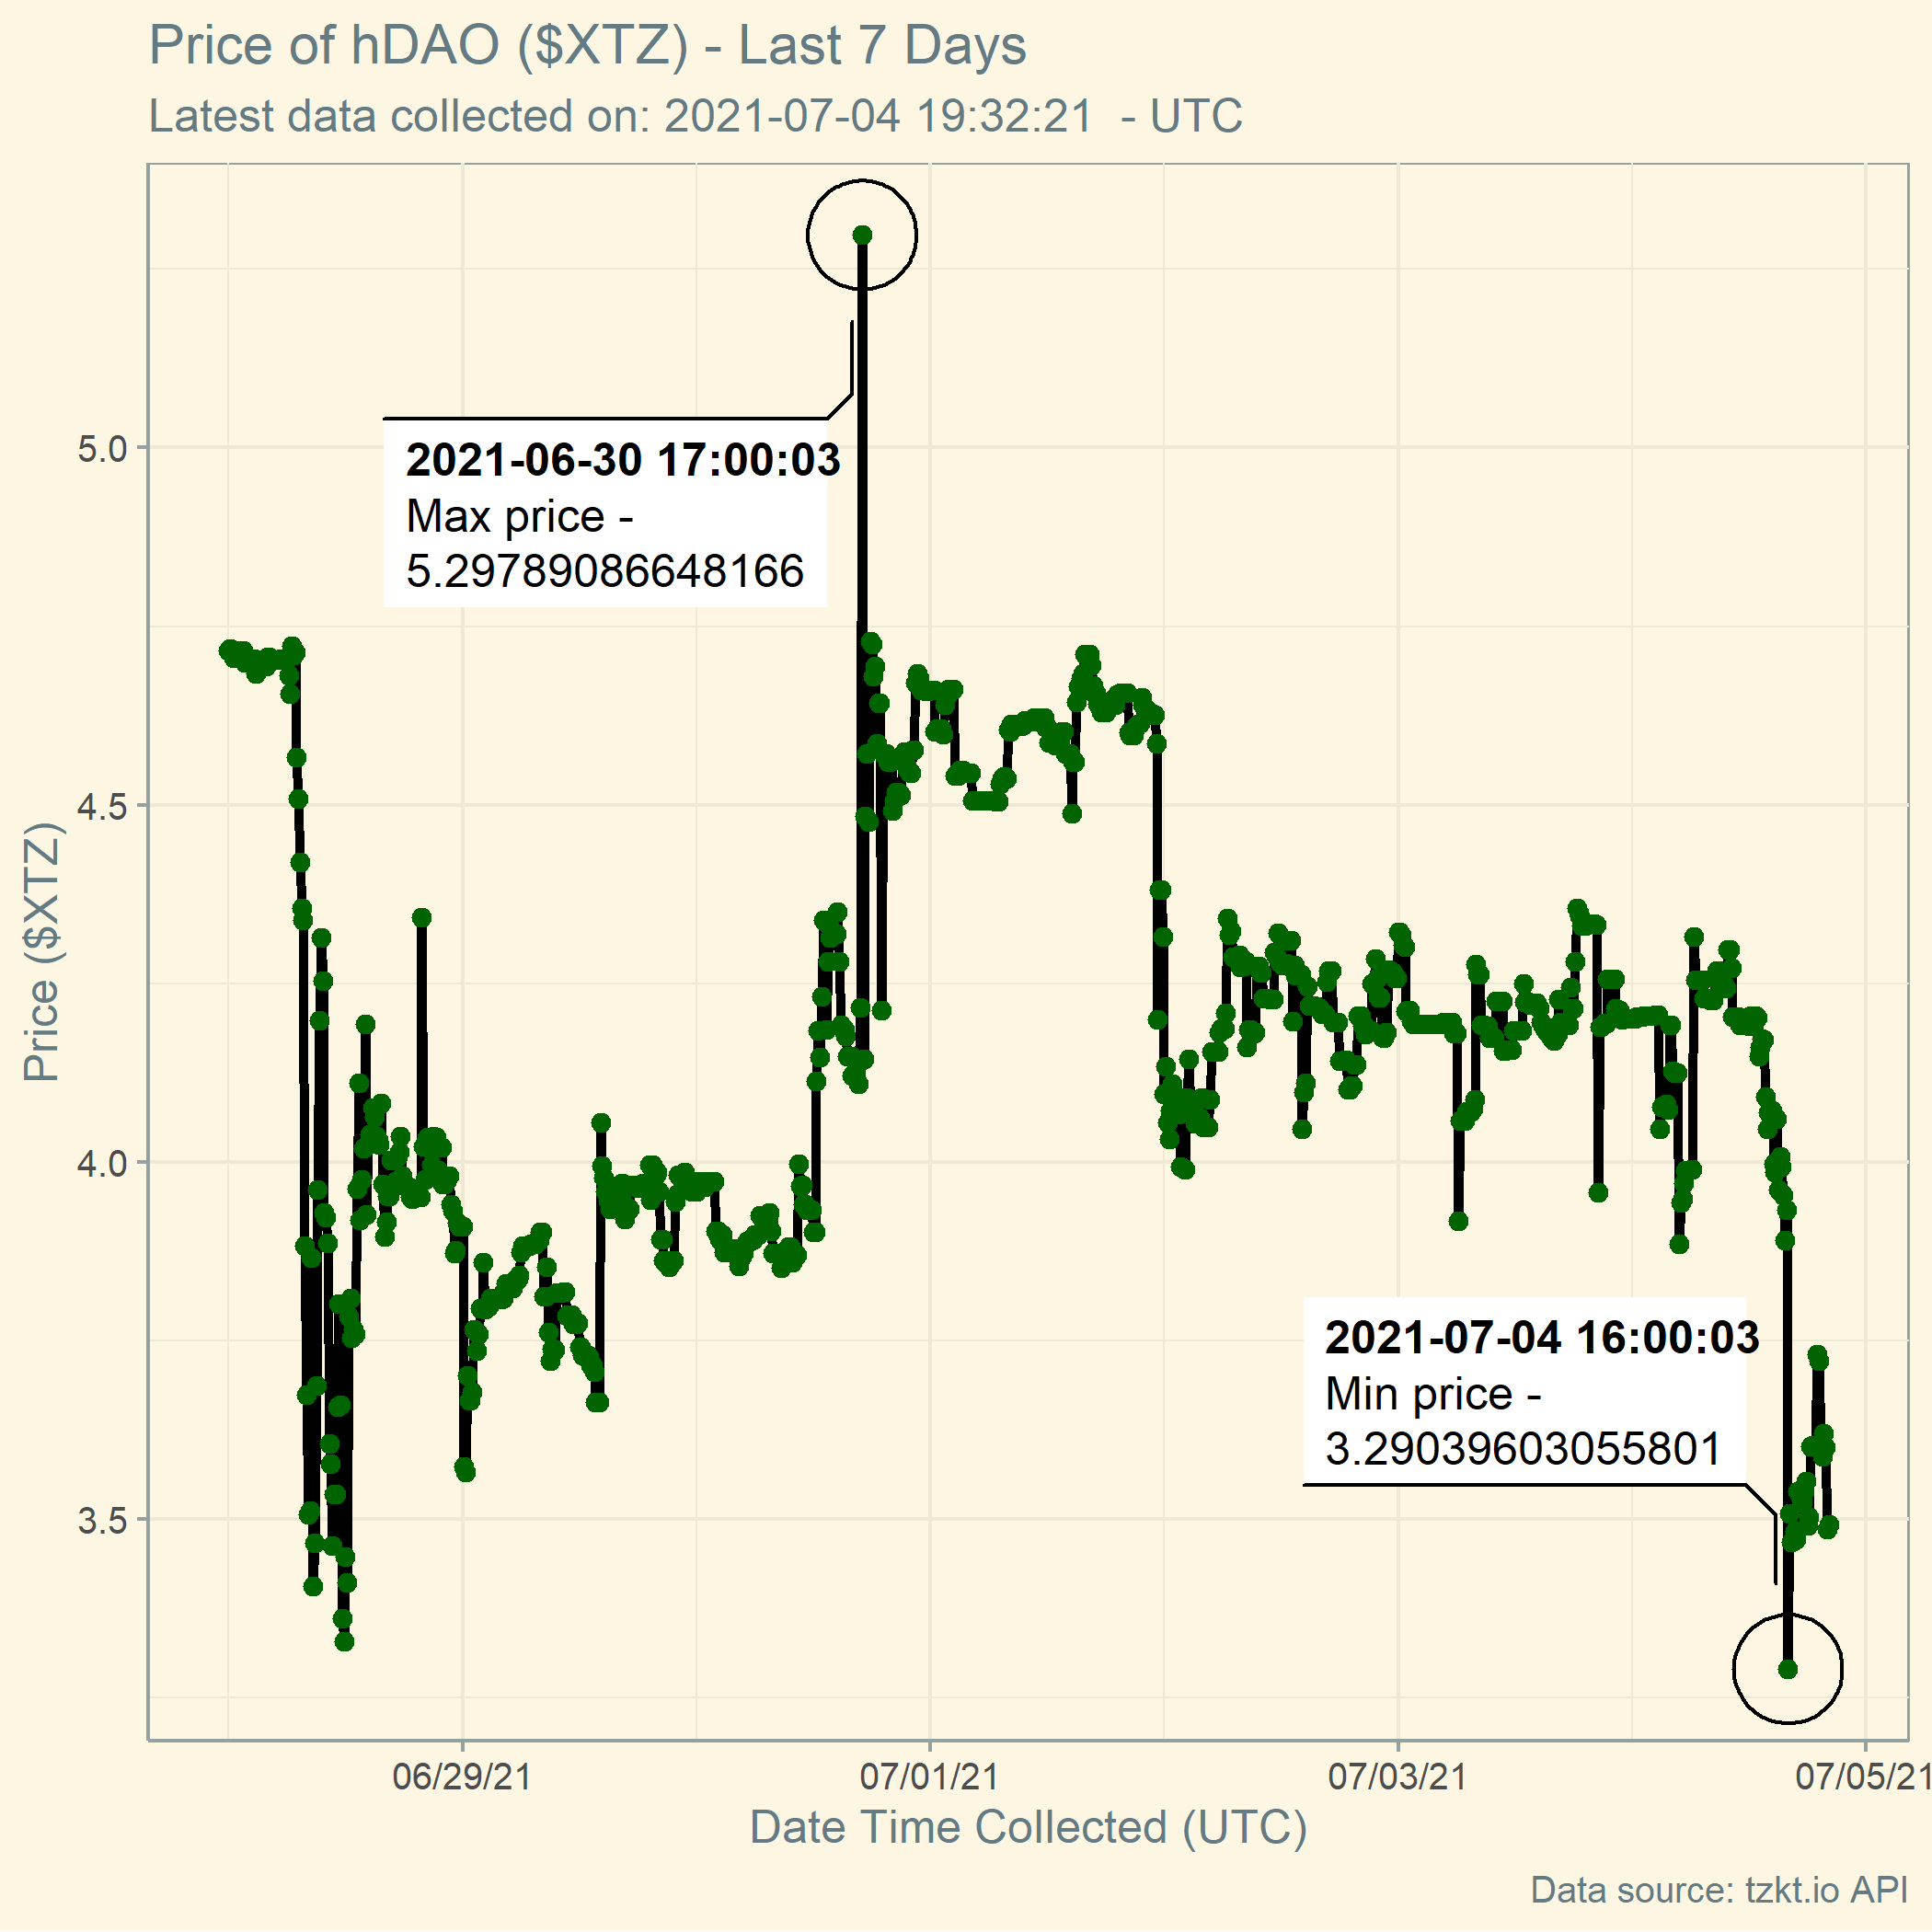 Price of hDAO ($XTZ) - Last 7 Days
Latest data collected on: 2021-07-04 19:32:21  - UTC
2021-06-30 17:00:03
Max price -
5.29789086648166
5.0
4.5
4.0
3.5
Price ($XTZ)
2021-07-04 16:00:03
Min price -
3.29039603055801
06/29/21
07/01/21
07/03/21
07/05/21
Date Time Collected (UTC)
Data source: tzkt.io API